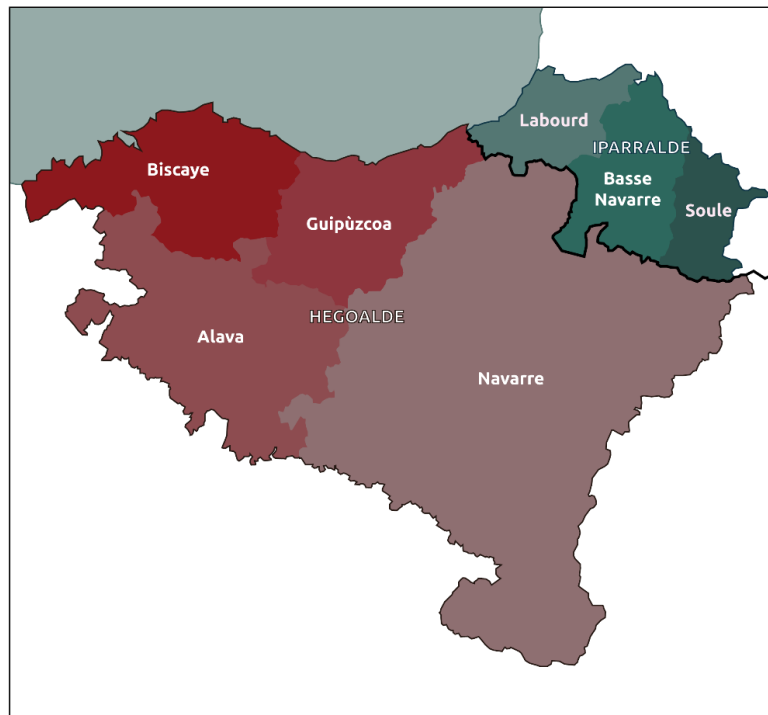 Labourd
IPARRALDE
Biscaye
Basse
Navarre
Soule
Guipùzcoa
HEGOALDE
Alava
Navarre